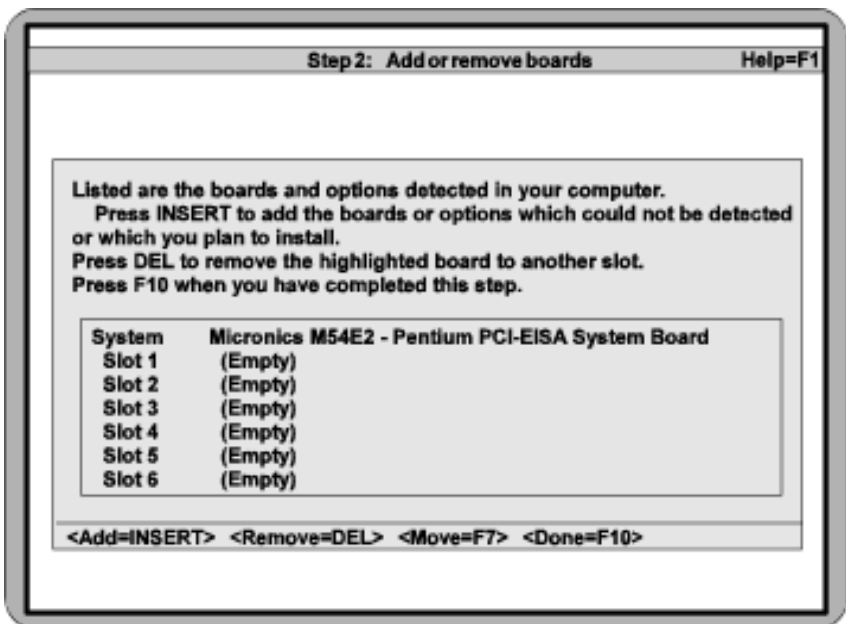 Step 2: Add or remove boards Help=F1
Listed are the boards and options detected in your computer.
Press INSERT to add the boards or options which could not be detected
or which you plan to install.
Press DEL to remove the highlighted board to another slot.
Press F10 when you have completed this step.
System Micronics M54E2 - Pentium PCI-EISA System Board
Slot 1 (Empty)
Slot 2 (Empty)
Slot 3 (Empty)
Slot 4 (Empty)
Slot 5 (Empty)
Slot 6 (Empty)
<Add=INSERT> <Remove=DEL> <Move=F7> <Done=F10>